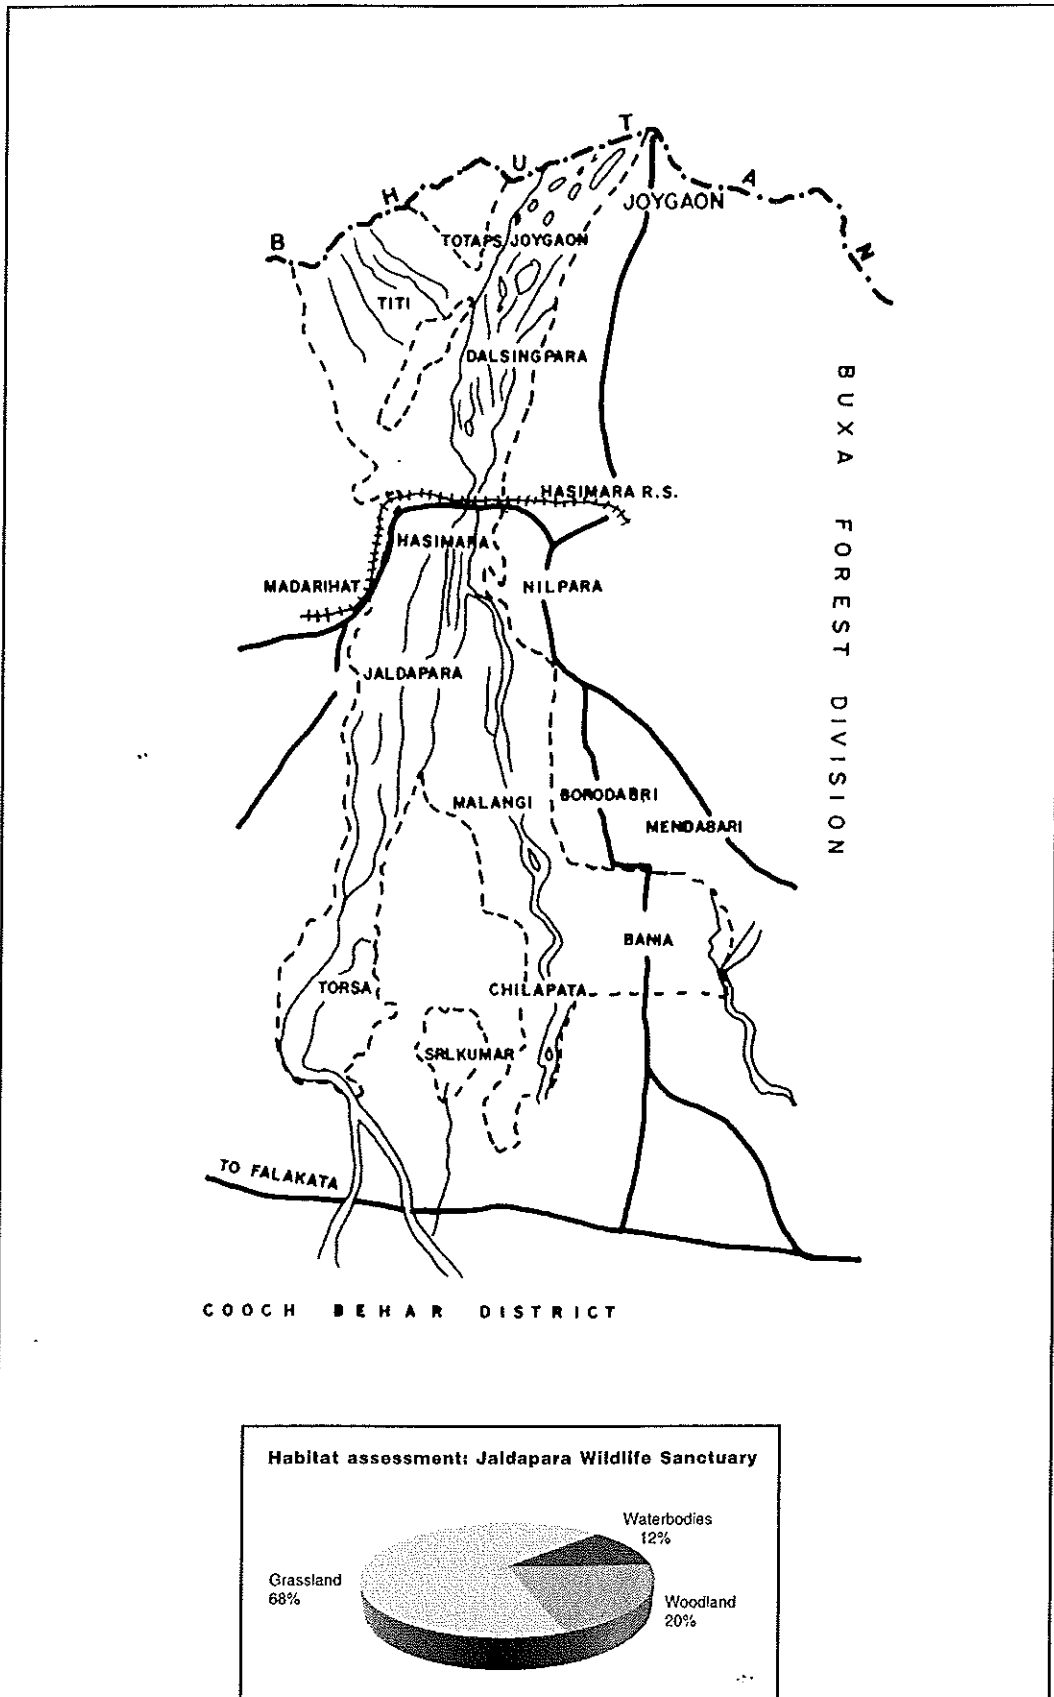 BHUTAN
JOYGAON
TOTAPS JOYGAON
TITI
DALSINGPARA
HASIMARA R.S.
HASIMARA
MADARIHAT
NILPARA
JALDAPARA
MALANGI
BORODABRI
MENDABARI
BANIA
TORSA
CHILAPATA
SRI.KUMAR
TO FALAKATA
BUXA FOREST DIVISION
COOCH BEHAR DISTRICT
Habitat assessment: Jaldapara Wildlife Sanctuary
Waterbodies
12%
Grassland
68%
Woodland
20%